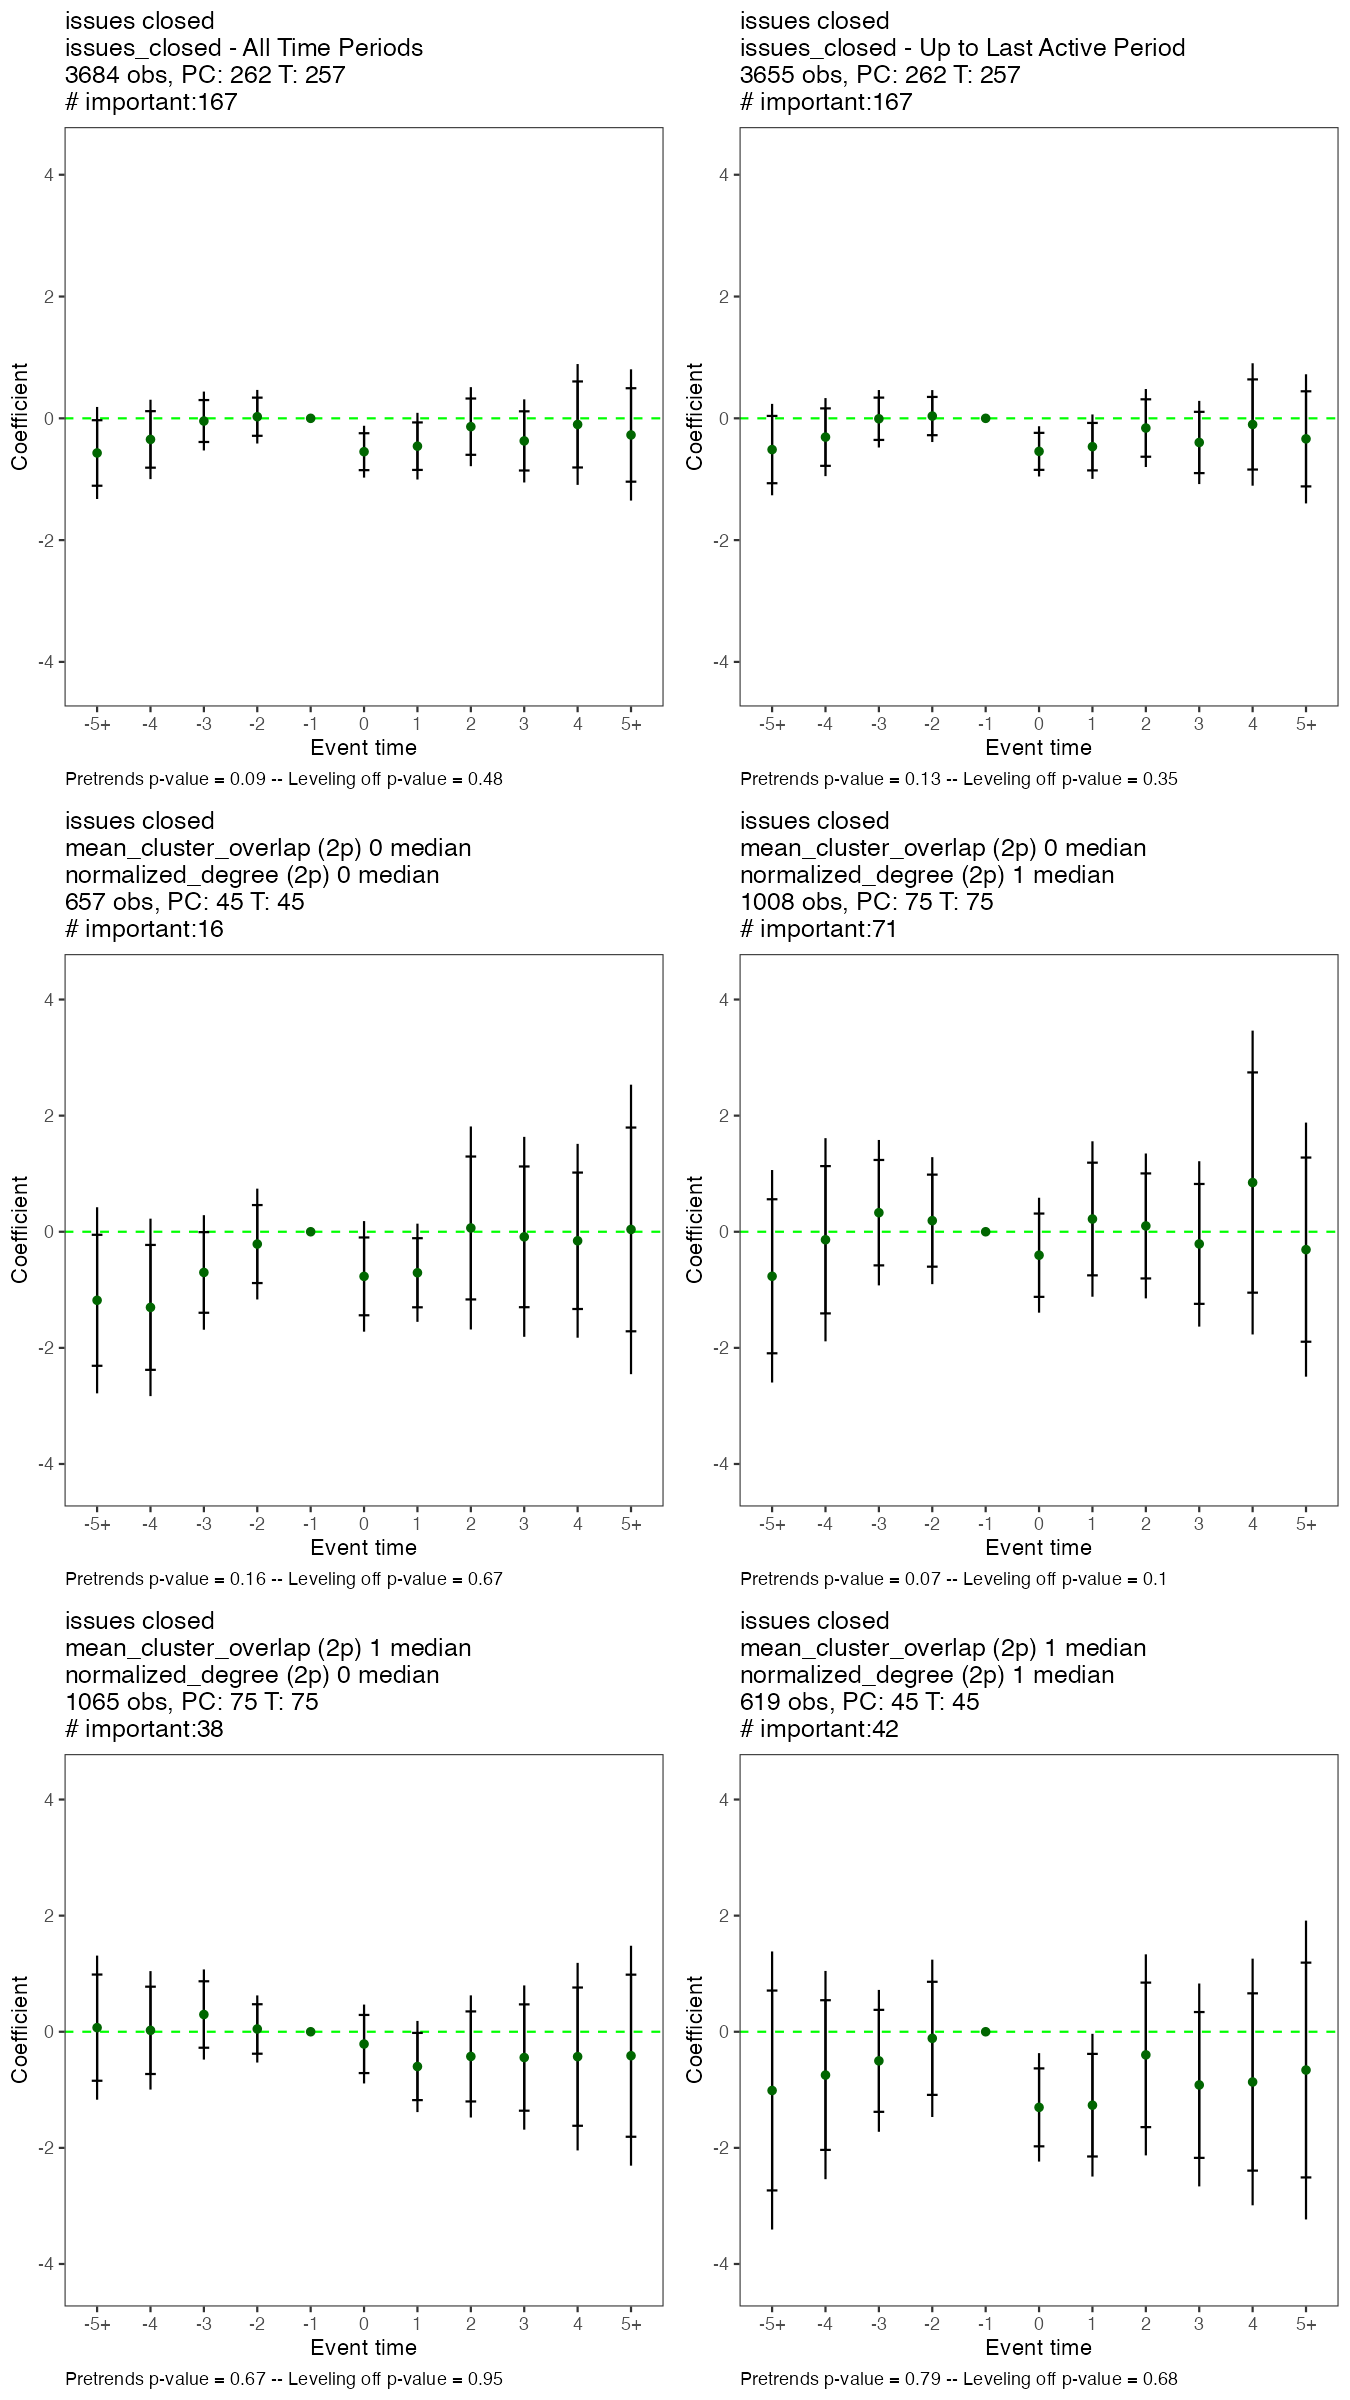 issues closed
issues_closed - All Time Periods
3684 obs, PC: 262 T: 257
# important:167
4
2
0
-2
-4
Coefficient
-5+ -4 -3 -2 -1 0 1 2 3 4 5+
Event time
Pretrends p-value = 0.09 -- Leveling off p-value = 0.48
issues closed
issues_closed - Up to Last Active Period
3655 obs, PC: 262 T: 257
# important:167
4
2
0
-2
-4
Coefficient
-5+ -4 -3 -2 -1 0 1 2 3 4 5+
Event time
Pretrends p-value = 0.13 -- Leveling off p-value = 0.35
issues closed
mean_cluster_overlap (2p) 0 median
normalized_degree (2p) 0 median
657 obs, PC: 45 T: 45
# important:16
4
2
0
-2
-4
Coefficient
-5+ -4 -3 -2 -1 0 1 2 3 4 5+
Event time
Pretrends p-value = 0.16 -- Leveling off p-value = 0.67
issues closed
mean_cluster_overlap (2p) 0 median
normalized_degree (2p) 1 median
1008 obs, PC: 75 T: 75
# important:71
4
2
0
-2
-4
Coefficient
-5+ -4 -3 -2 -1 0 1 2 3 4 5+
Event time
Pretrends p-value = 0.07 -- Leveling off p-value = 0.1
issues closed
mean_cluster_overlap (2p) 1 median
normalized_degree (2p) 0 median
1065 obs, PC: 75 T: 75
# important:38
4
2
0
-2
-4
Coefficient
-5+ -4 -3 -2 -1 0 1 2 3 4 5+
Event time
Pretrends p-value = 0.67 -- Leveling off p-value = 0.95
issues closed
mean_cluster_overlap (2p) 1 median
normalized_degree (2p) 1 median
619 obs, PC: 45 T: 45
# important:42
4
2
0
-2
-4
Coefficient
-5+ -4 -3 -2 -1 0 1 2 3 4 5+
Event time
Pretrends p-value = 0.79 -- Leveling off p-value = 0.68